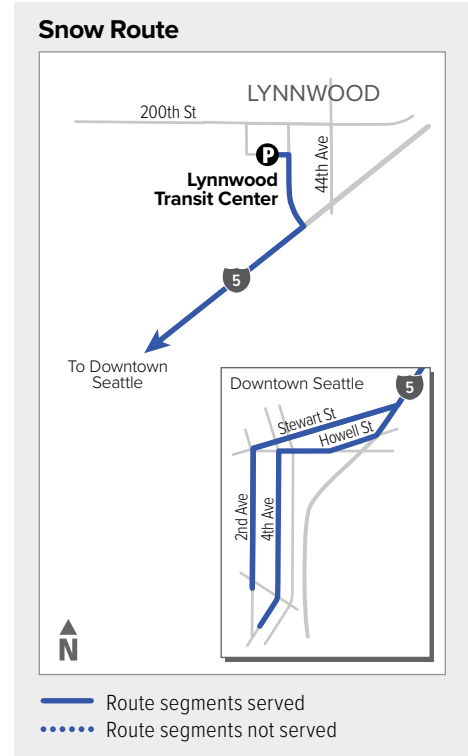 Snow Route
LYNNWOOD
200th St
44th Ave
P
Lynnwood
Transit Center
5
To Downtown
Seattle
Downtown Seattle
5
Stewart St
Howell St
2nd Ave
4th Ave
N
Route segments served
Route segments not served